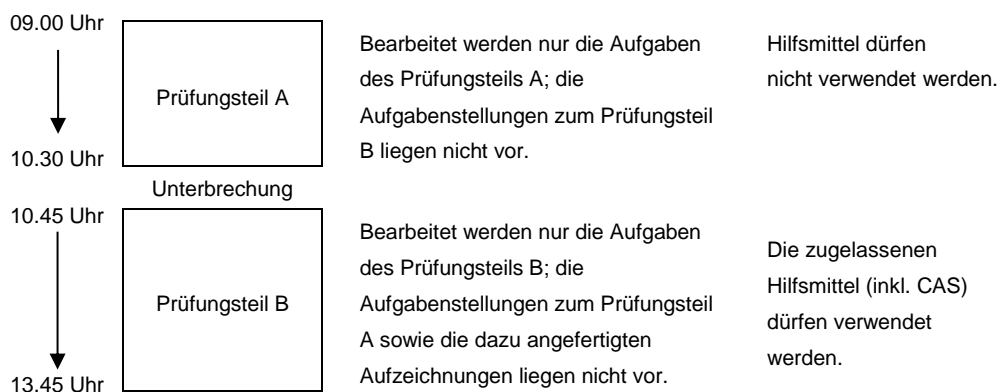 09.00 Uhr
10.30 Uhr
Prüfungsteil A
Bearbeitet werden nur die Aufgaben
des Prüfungsteils A; die
Aufgabenstellungen zum Prüfungsteil
B liegen nicht vor.
Hilfsmittel dürfen
nicht verwendet werden.
Unterbrechung
10.45 Uhr
13.45 Uhr
Prüfungsteil B
Bearbeitet werden nur die Aufgaben
des Prüfungsteils B; die
Aufgabenstellungen zum Prüfungsteil
A sowie die dazu angefertigten
Aufzeichnungen liegen nicht vor.
Die zugelassenen
Hilfsmittel (inkl. CAS)
dürfen verwendet
werden.